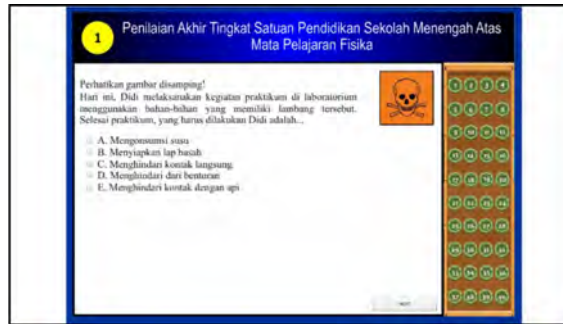 1
Penilaian Akhir Tingkat Satuan Pendidikan Sekolah Menengah Atas
Mata Pelajaran Fisika
Perhatikan gambar disamping!
Hari ini, Didi melaksanakan kegiatan praktikum di laboratorium
menggunakan bahan-bahan yang memiliki lambang tersebut.
Selesai praktikum, yang harus dilakukan Didi adalah...
A. Mengonsumsi susu
B. Menyiapkan lap basah
C. Menghindari kontak langsung
D. Menghindari dari benturan
E. Menghindari kontak dengan api